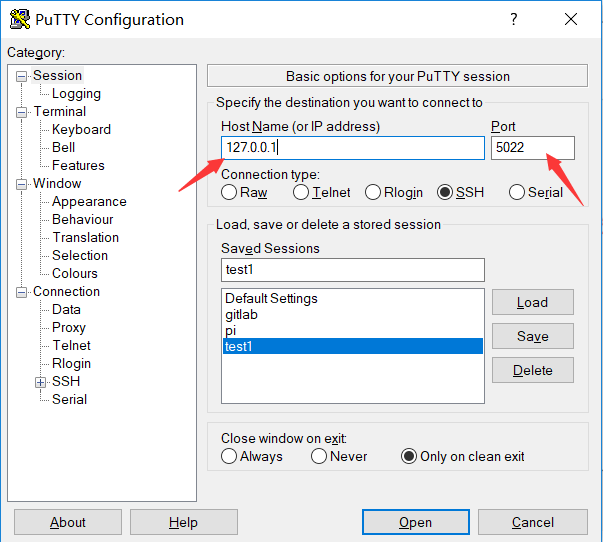 PuTTY Configuration
?
Category:
Session
Logging
Terminal
Keyboard
Bell
Features
Window
Appearance
Behaviour
Translation
Selection
Colours
Connection
Data
Proxy
Telnet
Rlogin
SSH
Serial
Basic options for your PuTTY session
Specify the destination you want to connect to
Host Name (or IP address) Port
127.0.0.1 5022
Connection type:
Raw Telnet Rlogin SSH Serial
Load, save or delete a stored session
Saved Sessions
test1
Default Settings
gitlab
pi
test1
Load
Save
Delete
Close window on exit:
Always Never Only on clean exit
About Help Open Cancel